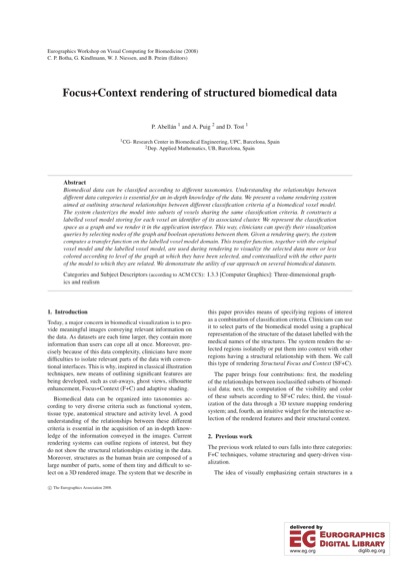 Eurographics Workshop on Visual Computing for Biomedicine (2008)
C. P. Botha, G. Kindlmann, W. J. Niessen, and B. Preim (Editors)
Focus+Context rendering of structured biomedical data
P. Abellán 1 and A. Puig 2 and D. Tost 1
1CG- Research Center in Biomedical Engineering, UPC, Barcelona, Spain
2Dep. Applied Mathematics, UB, Barcelona, Spain
Abstract
Biomedical data can be classified according to different taxonomies. Understanding the relationships between
different data categories is essential for an in depth knowledge of the data. We present a volume rendering system
aimed at outlining structural relationships between different classification criteria of a biomedical voxel model.
The system clusterizes the model into subsets of voxels sharing the same classification criteria. It constructs a
labelled voxel model storing for each voxel an identifier of its associated cluster. We represent the classification
space as a graph and we render it in the application interface. This way, clinicians can specify their visualization
queries by selecting nodes of the graph and boolean operations between them. Given a rendering query, the system
computes a transfer function on the labelled voxel model domain. This transfer function, together with the original
voxel model and the labelled voxel model, are used during rendering to visualize the selected data more or less
colored according to level of the graph at which they have been selected, and contextualized with the other parts
of the model to which they are related. We demonstrate the utility of our approach on several biomedical datasets.
Categories and Subject Descriptors (according to ACM CCS): I.3.3 [Computer Graphics]: Three-dimensional graph-
ics and realism
1. Introduction
Today, a major concern in biomedical visualization is to pro-
vide meaningful images conveying relevant information on
the data. As datasets are each time larger, they contain more
information than users can cope all at once. Moreover, pre-
cisely because of this data complexity, clinicians have more
difficulties to isolate relevant parts of the data with conven-
tional interfaces. This is why, inspired in classical illustration
techniques, new means of outlining significant features are
being developed, such as cut-aways, ghost views, silhouette
enhancement, Focus+Context (F+C) and adaptive shading.
Biomedical data can be organized into taxonomies ac-
cording to very diverse criteria such as functional system,
tissue type, anatomical structure and activity level. A good
understanding of the relationships between these different
criteria is essential in the acquisition of an in-depth know-
ledge of the information conveyed in the images. Current
rendering systems can outline regions of interest, but they
do not show the structural relationships existing in the data.
Moreover, structures as the human brain are composed of a
large number of parts, some of them tiny and difficult to se-
lect on a 3D rendered image. The system that we describe in
this paper provides means of specifying regions of interest
as a combination of classification criteria. Clinicians can use
it to select parts of the biomedical model using a graphical
representation of the structure of the dataset labelled with the
medical names of the structures. The system renders the se-
lected regions isolatedly or put them into context with other
regions having a structural relationship with them. We call
this type of rendering Structural Focus and Context (SF+C).
The paper brings four contributions: first, the modeling
of the relationships between isoclassified subsets of biomed-
ical data; next, the computation of the visibility and color
of these subsets according to SF+C rules; third, the visual-
ization of the data through a 3D texture mapping rendering
system; and, fourth, an intuitive widget for the interactive se-
lection of the rendered features and their structural context.
2. Previous work
The previous work related to ours falls into three categories:
F+C techniques, volume structuring and query-driven visu-
alization.
The idea of visually emphasizing certain structures in a
© The Eurographics Association 2008.
delivered by
EG EUROGRAPHICS
DIGITAL LIBRARY
www.eg.org diglib.eg.org